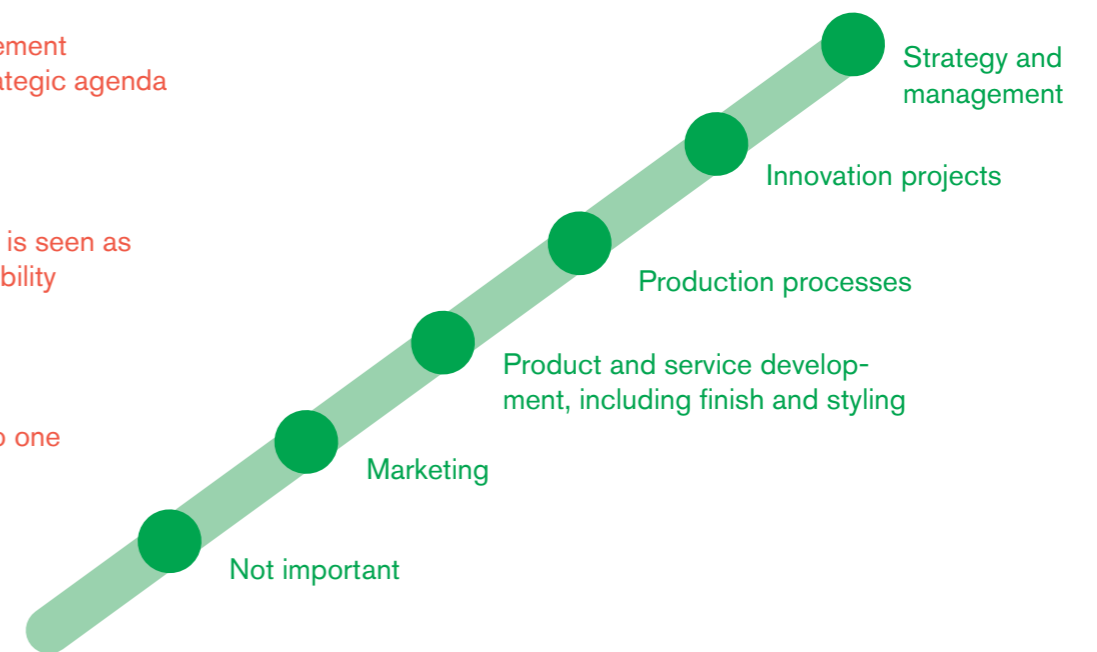 ement
ategic agenda
is seen as
bility
o one
Strategy and
management
Innovation projects
Production processes
Product and service develop-
ment, including finish and styling
Marketing
Not important